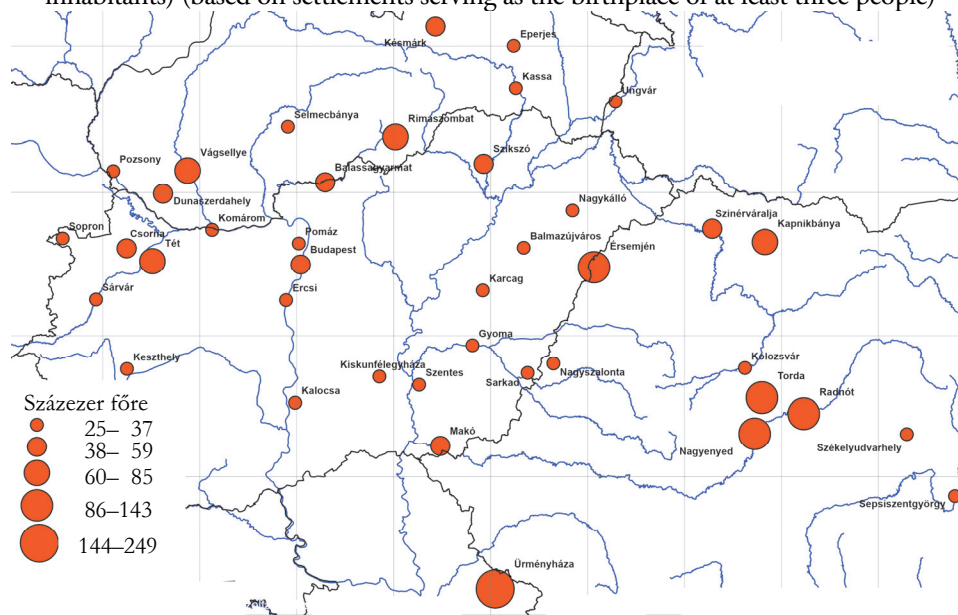 inhabitants) (based on settlements serving as the birthplace of at least three people)
Késmárk
Eperjes
Kassa
Ungvár
Selmecbánya
Rimaszombat
Pozsony
Vágsellye
Szikszó
Balassagyarmat
Dunaszerdahely
Nagykálló
Szinérváralja
Kapnikbánya
Sopron
Komárom
Csorna
Tét
Pomáz
Budapest
Balmazújváros
Érsemjén
Sárvár
Ercsi
Karcag
Gyoma
Keszthely
Kiskunfélegyháza
Szentes
Sarkad
Nagyszalonta
Kolozsvár
Torda
Radnót
Kalocsa
Makó
Nagyenyed
Székelyudvarhely
Sepsiszentgyörgy
Ürményháza
Százezer főre
25– 37
38– 59
60– 85
86–143
144–249